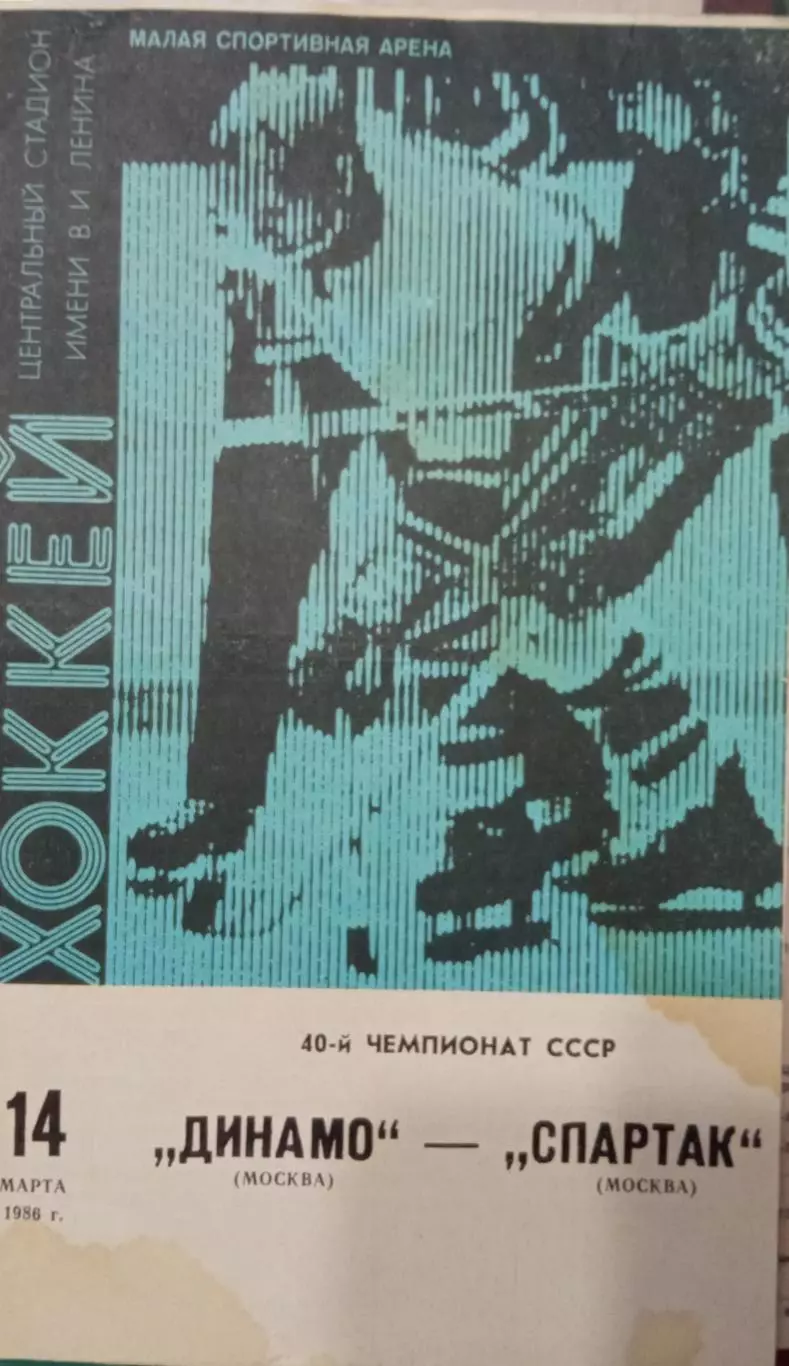 МАЛАЯ СПОРТИВНАЯ АРЕНА
ЦЕНТРАЛЬНЫЙ СТАДИОН
ИМЕНИ В И ЛЕНИНА
ХОККЕЙ
40-й ЧЕМПИОНАТ СССР
14
МАРТА
1986 г.
„ДИНАМО“ — „СПАРТАК“
(МОСКВА) (МОСКВА)